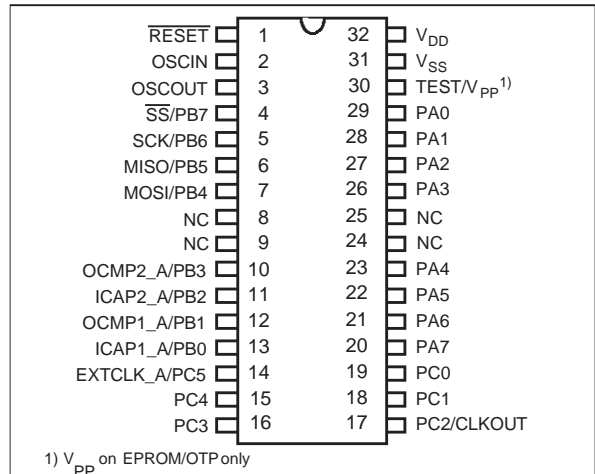 RESET 1 32 VDD
OSCIN 2 31 VSS
OSCOUT 3 30 TEST/VPP1)
SS/PB7 4 29 PA0
SCK/PB6 5 28 PA1
MISO/PB5 6 27 PA2
MOSI/PB4 7 26 PA3
NC 8 25 NC
NC 9 24 NC
OCMP2_A/PB3 10 23 PA4
ICAP2_A/PB2 11 22 PA5
OCMP1_A/PB1 12 21 PA6
ICAP1_A/PB0 13 20 PA7
EXTCLK_A/PC5 14 19 PC0
PC4 15 18 PC1
PC3 16 17 PC2/CLKOUT
1) VPP on EPROM/OTP only